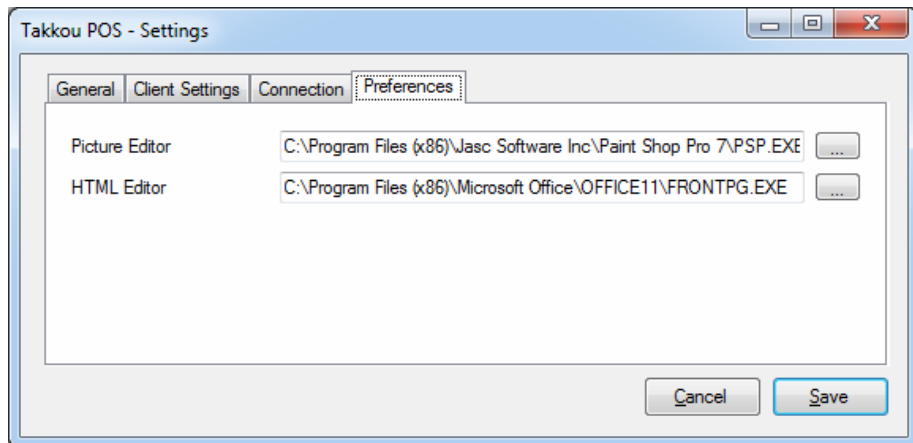 Takkou POS - Settings
General Client Settings Connection Preferences
Picture Editor C:\Program Files (x86)\Jasc Software Inc\Paint Shop Pro 7\PSP.EXE ...
HTML Editor C:\Program Files (x86)\Microsoft Office\OFFICE11\FRONTPG.EXE ...
Cancel Save